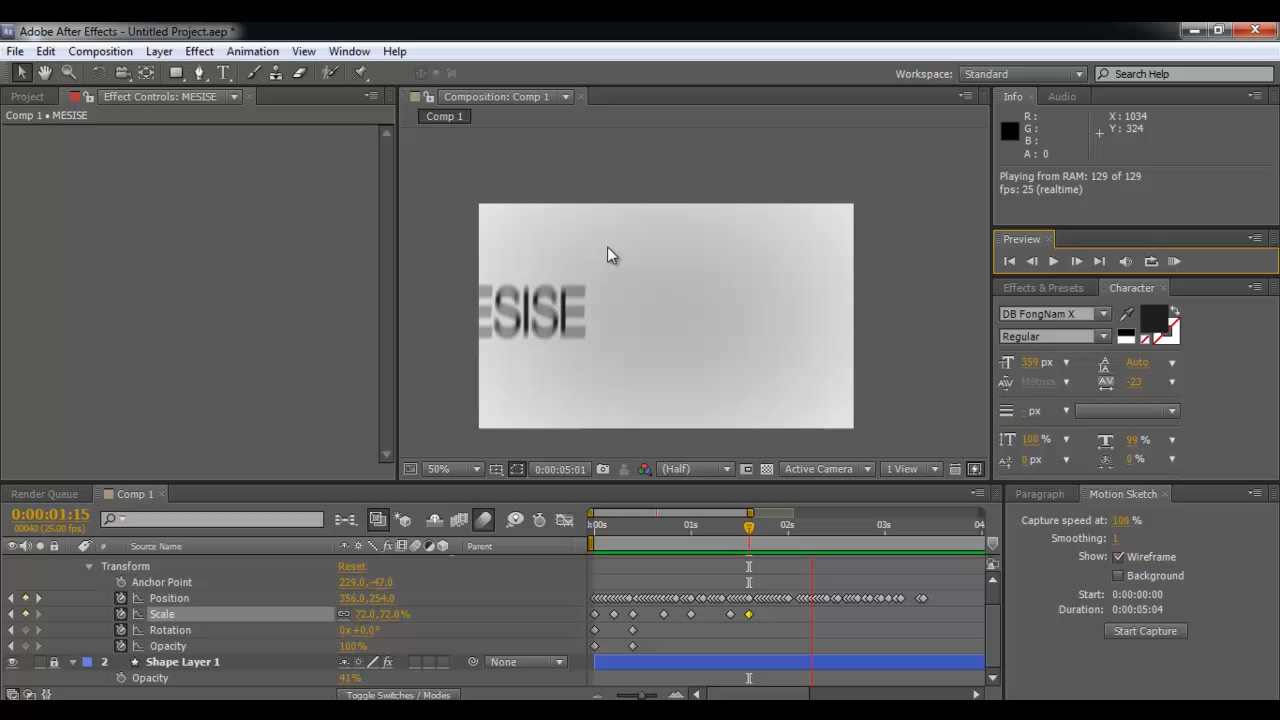 Adobe After Effects - Untitled Project.aep *
File Edit Composition Layer Effect Animation View Window Help
Workspace: Standard Search Help
Project Effect Controls: MESISE Composition: Comp 1 Info Audio
Comp 1 • MESISE
Comp 1
R: X: 1034
G: Y: 324
B:
A: 0
Playing from RAM: 129 of 129
fps: 25 (realtime)
Preview
Effects & Presets Character
ESISE
DB FongNam X
Regular
359 px Auto
Metrics -23
- px
100 % 99 %
0 px 0 %
50% 0:00:05:01 (Half) Active Camera 1 View
Render Queue Comp 1 Paragraph Motion Sketch
0:00:01:15
00040 (25.00 fps)
:00s 01s 02s 03s 04
# Source Name Parent
Transform Reset
Anchor Point 229.0,-47.0
Position 356.0,254.0
Scale 72.0,72.0%
Rotation 0x+0.0°
Opacity 100%
2 Shape Layer 1 None
Opacity 41%
Toggle Switches / Modes
Capture speed at: 100 %
Smoothing: 1
Show: Wireframe
Background
Start: 0:00:00:00
Duration: 0:00:05:04
Start Capture